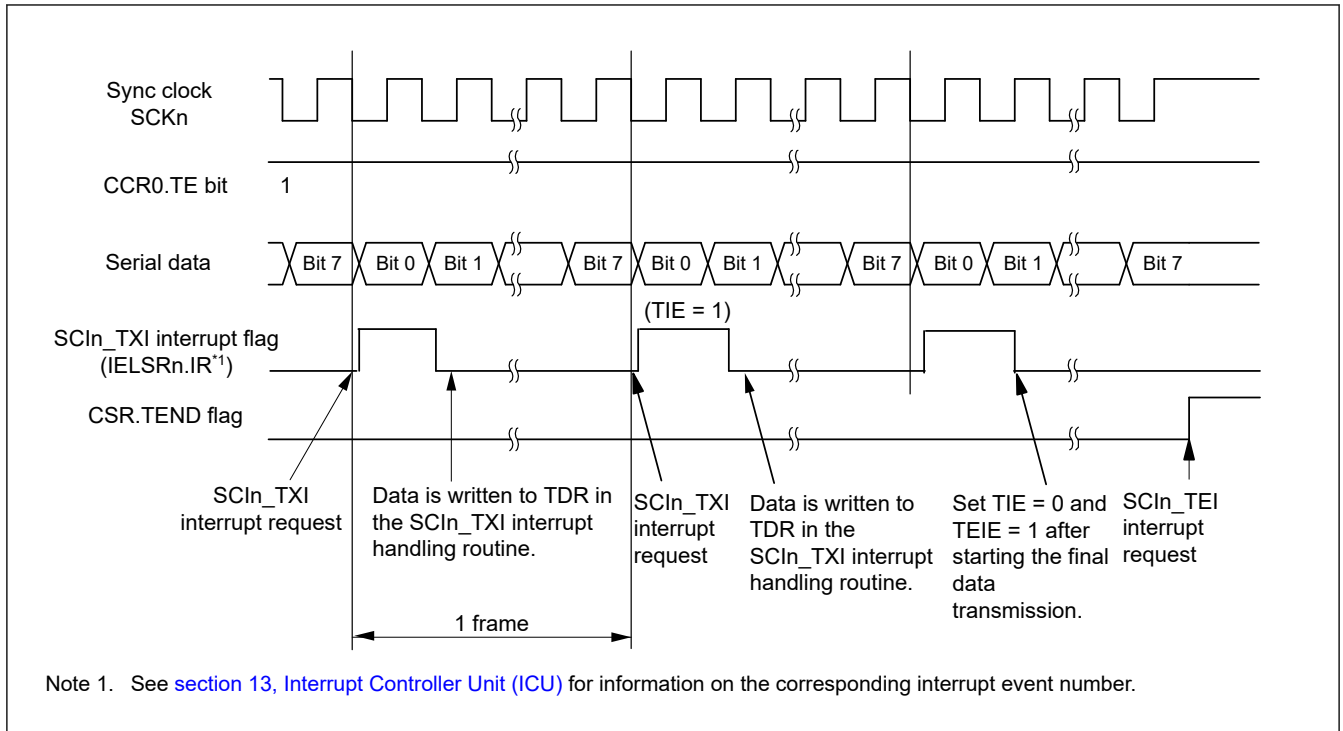 Sync clock
SCKn
CCR0.TE bit 1
Serial data
Bit 7 Bit 0 Bit 1 Bit 7 Bit 0 Bit 1 Bit 7 Bit 0 Bit 1 Bit 7
(TIE = 1)
SCIn_TXI interrupt flag
(IELSRn.IR*1)
CSR.TEND flag
SCIn_TXI
interrupt request
Data is written to TDR in
the SCIn_TXI interrupt
handling routine.
SCIn_TXI
interrupt
request
Data is written to
TDR in the
SCIn_TXI interrupt
handling routine.
Set TIE = 0 and
TEIE = 1 after
starting the final
data
transmission.
SCIn_TEI
interrupt
request
1 frame
Note 1. See section 13, Interrupt Controller Unit (ICU) for information on the corresponding interrupt event number.